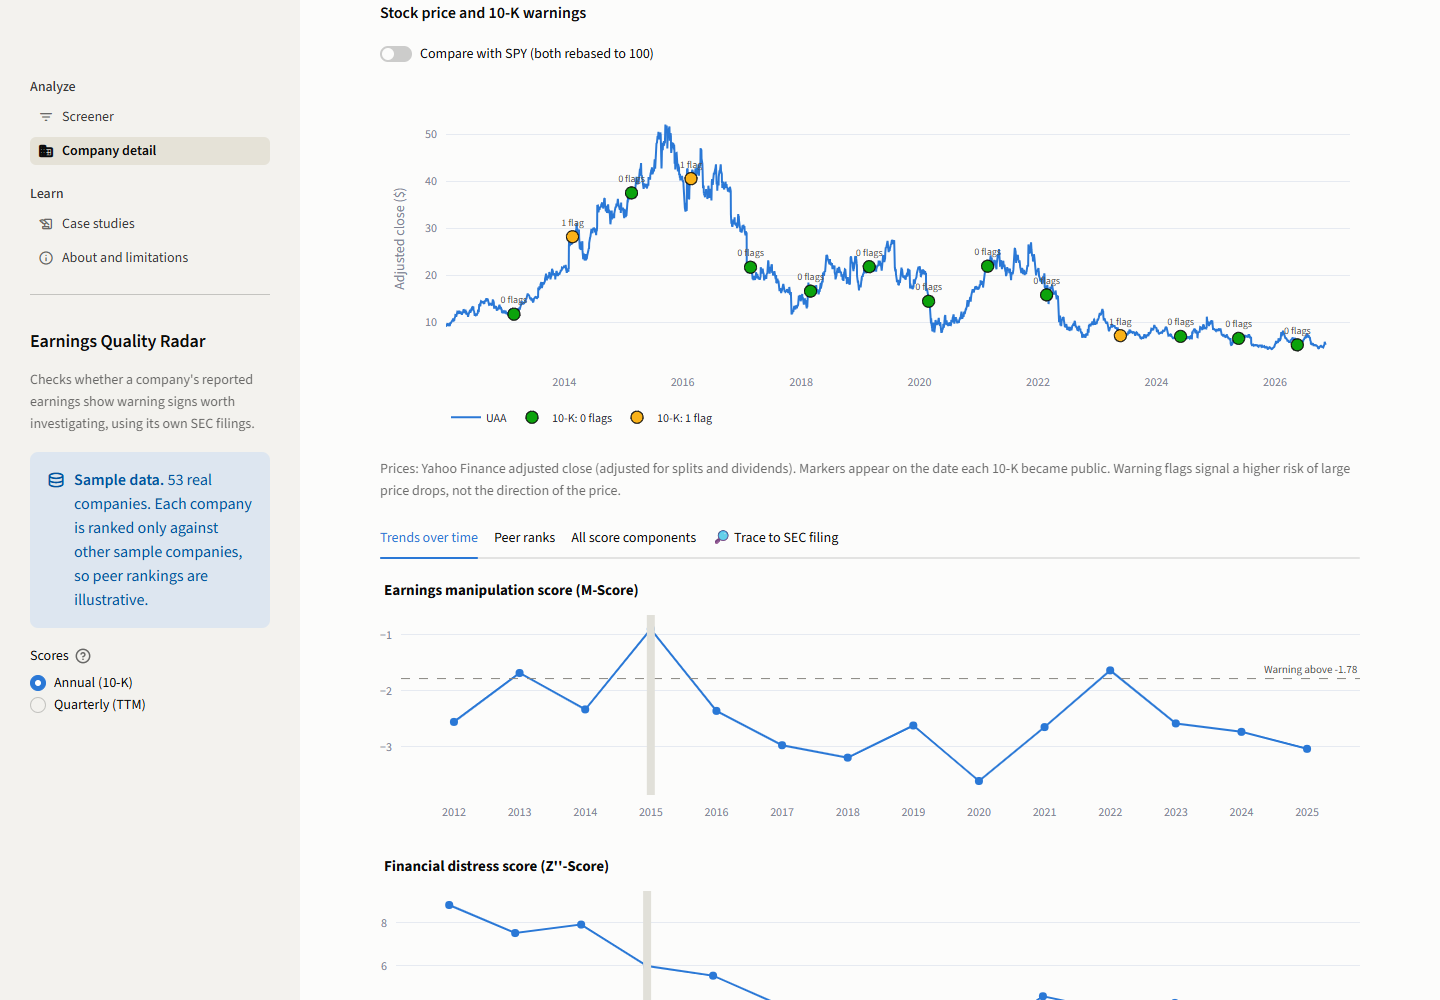 Analyze
Screener
Company detail
Learn
Case studies
About and limitations
Earnings Quality Radar
Checks whether a company's reported
earnings show warning signs worth
investigating, using its own SEC filings.
Sample data. 53 real
companies. Each company
is ranked only against
other sample companies,
so peer rankings are
illustrative.
Scores
Annual (10-K)
Quarterly (TTM)
Stock price and 10-K warnings
Compare with SPY (both rebased to 100)
Adjusted close ($)
50
40
30
20
10
0 flags
1 flag
0 flags
1 flag
0 flags
0 flags
0 flags
0 flags
0 flags
0 flags
1 flag
0 flags
0 flags
0 flags
2014 2016 2018 2020 2022 2024 2026
UAA 10-K: 0 flags 10-K: 1 flag
Prices: Yahoo Finance adjusted close (adjusted for splits and dividends). Markers appear on the date each 10-K became public. Warning flags signal a higher risk of large
price drops, not the direction of the price.
Trends over time Peer ranks All score components Trace to SEC filing
Earnings manipulation score (M-Score)
−1
−2
−3
Warning above -1.78
2012 2013 2014 2015 2016 2017 2018 2019 2020 2021 2022 2023 2024 2025
Financial distress score (Z''-Score)
8
6